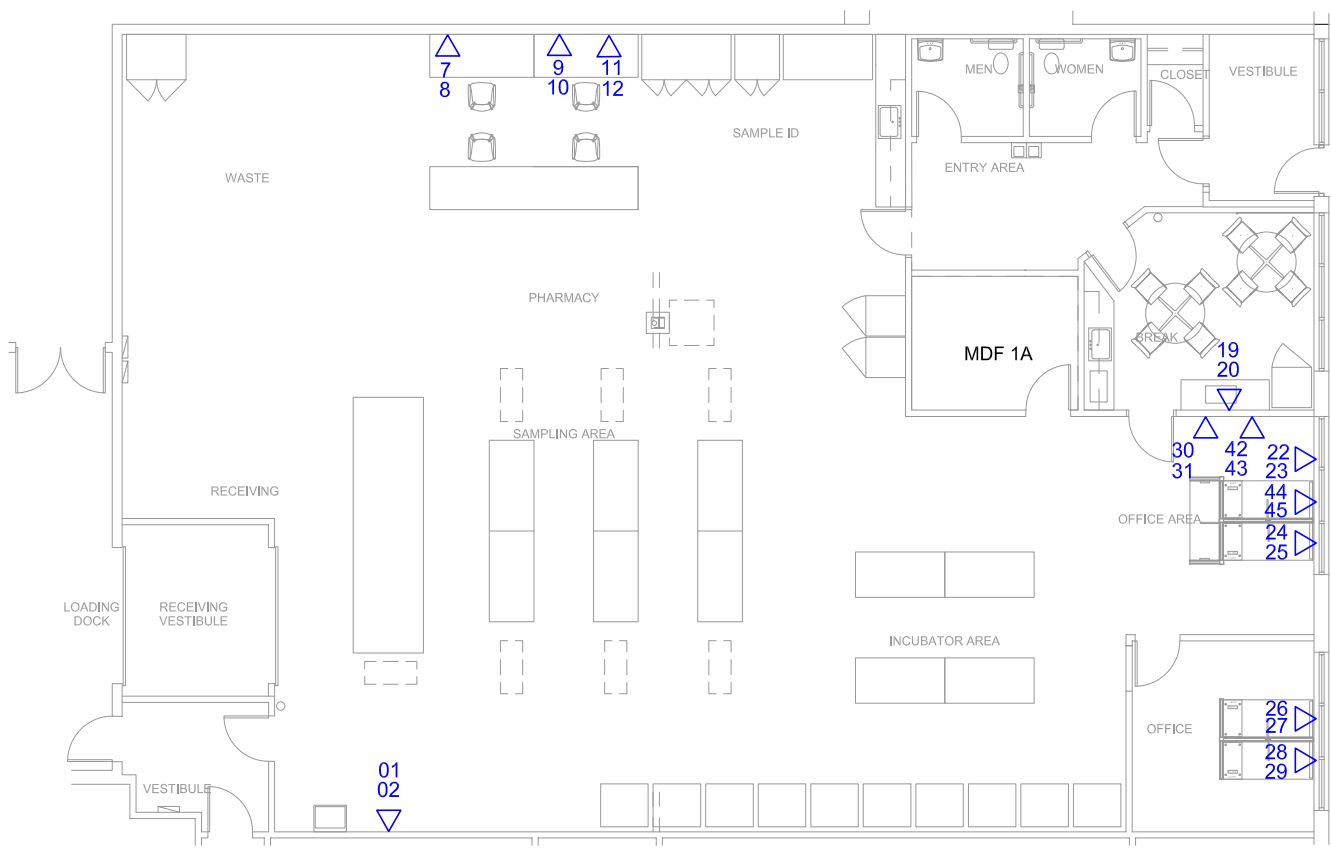 7
8
9
10
11
12
MEN
WOMEN
CLOSET
VESTIBULE
SAMPLE ID
ENTRY AREA
WASTE
PHARMACY
MDF 1A
BREAK
19
20
SAMPLING AREA
30
31
42
43
22
23
RECEIVING
44
45
OFFICE AREA
24
25
LOADING
DOCK
RECEIVING
VESTIBULE
INCUBATOR AREA
26
27
OFFICE
28
29
01
02
VESTIBULE